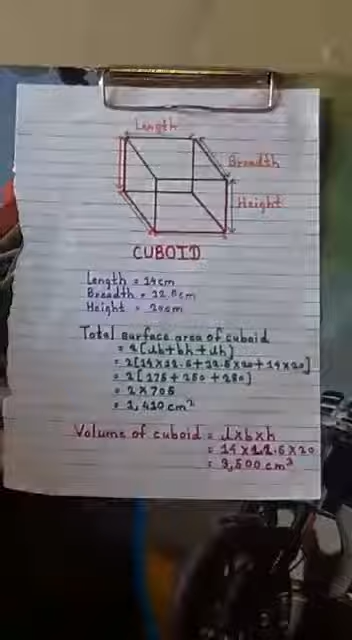 Length
Breadth
Height
CUBOID
Length = 14cm
Breadth = 12.5cm
Height = 20cm
Total surface area of cuboid
= 2[lb+bh+lh]
= 2[14×12.5+12.5×20+14×20]
= 2[175+250+280]
= 2×705
= 1,410 cm²
Volume of cuboid = l×b×h
= 14×12.5×20
= 3,500 cm³